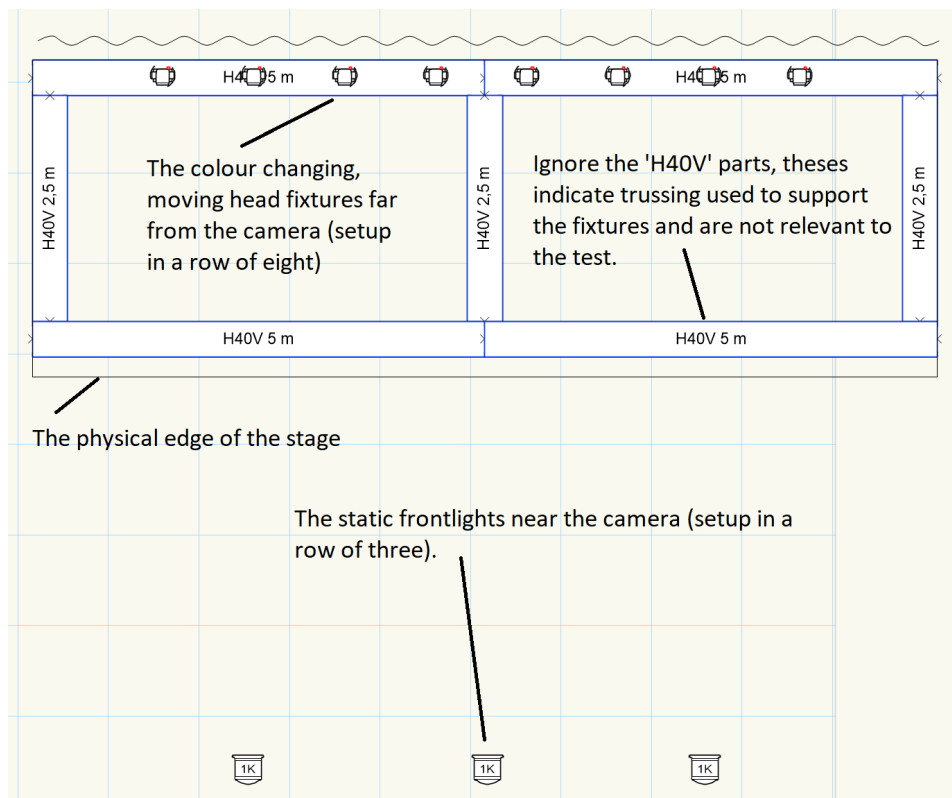 H40V 5 m
H40V 5 m
The colour changing,
moving head fixtures far
from the camera (setup
in a row of eight)
Ignore the 'H40V' parts, theses
indicate trussing used to support
the fixtures and are not relevant to
the test.
H40V 2,5 m
H40V 2,5 m
H40V 2,5 m
H40V 5 m
H40V 5 m
The physical edge of the stage
The static frontlights near the camera (setup in a
row of three).
1K
1K
1K